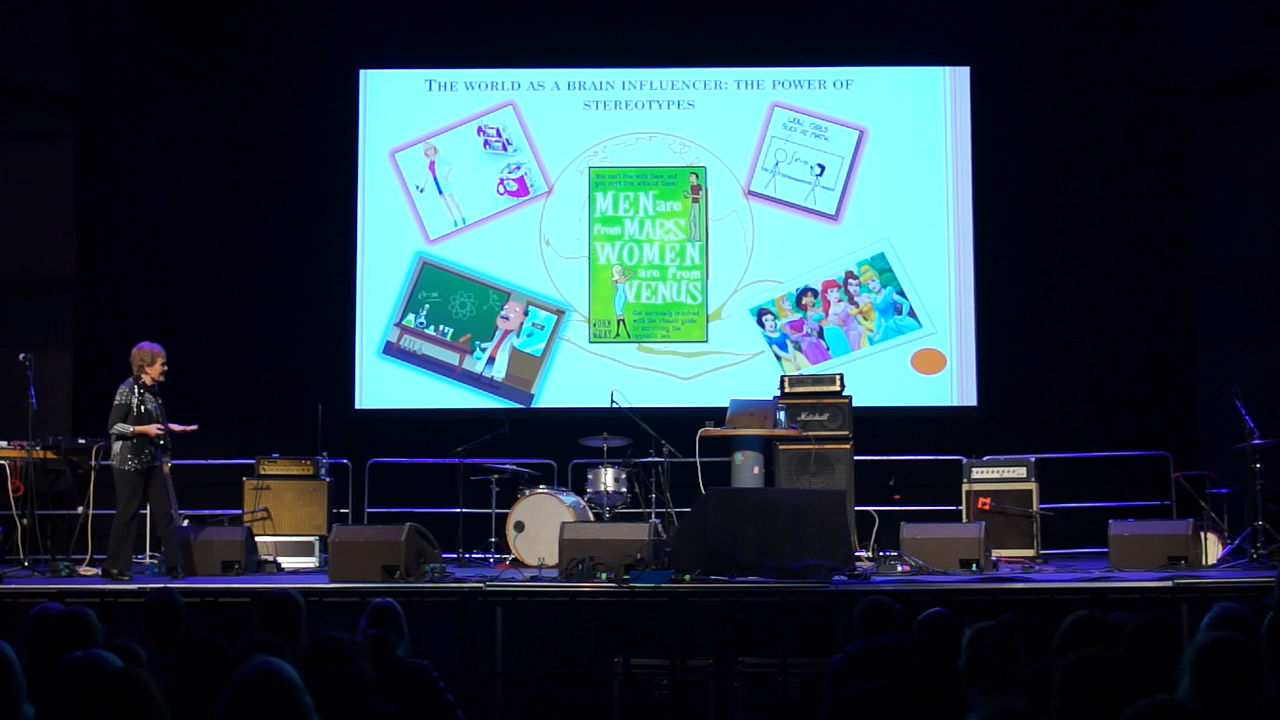 THE WORLD AS A BRAIN INFLUENCER: THE POWER OF
STEREOTYPES
WOW, GIRLS
SUCK AT MATH.
You can't live with them, and
you can't live without them!
MEN are
from MARS
WOMEN
are from
VENUS
JOHN
GRAY
Get seriously involved
with the classic guide
to surviving the
opposite sex
Marshall